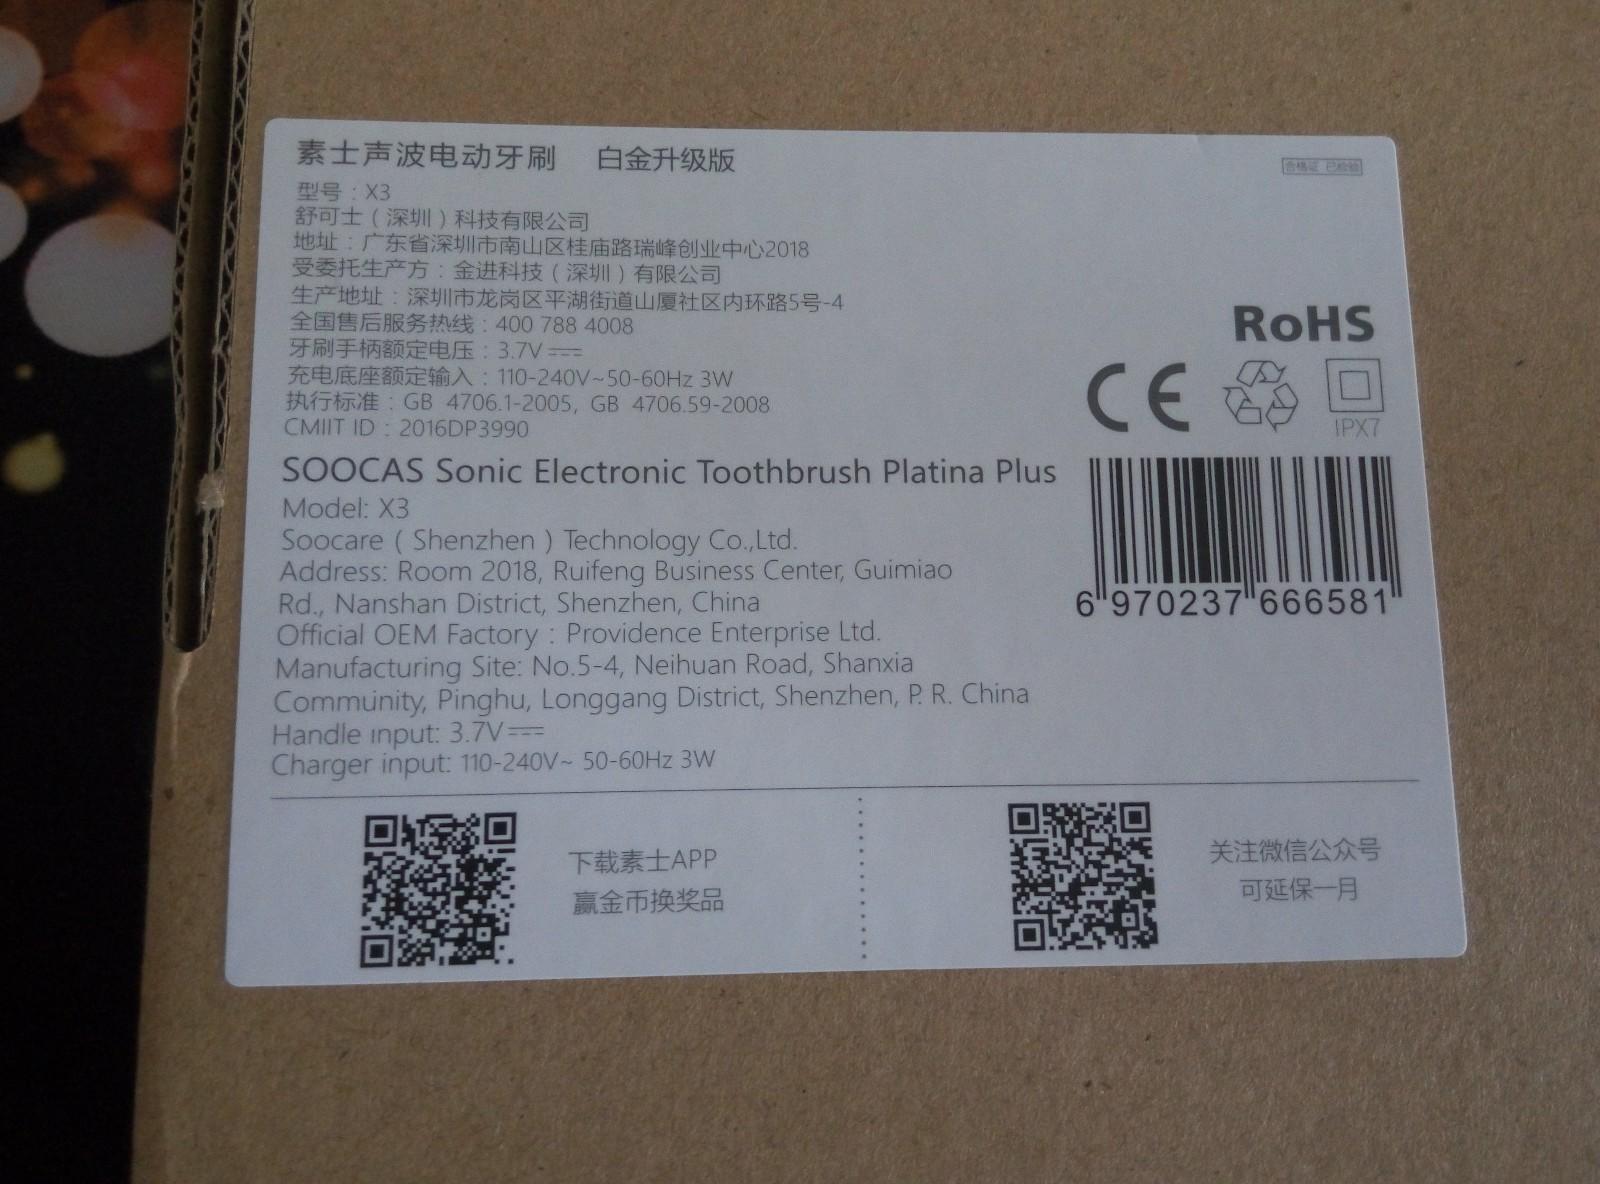 素士声波电动牙刷 白金升级版
合格证 已检验
型号：X3
舒可士（深圳）科技有限公司
地址：广东省深圳市南山区桂庙路瑞峰创业中心2018
受委托生产方：金进科技（深圳）有限公司
生产地址：深圳市龙岗区平湖街道山厦社区内环路5号-4
全国售后服务热线：400 788 4008
牙刷手柄额定电压：3.7V
充电底座额定输入：110-240V~50-60Hz 3W
执行标准：GB 4706.1-2005, GB 4706.59-2008
CMIIT ID：2016DP3990
RoHS
CE
IPX7
SOOCAS Sonic Electronic Toothbrush Platina Plus
Model: X3
Soocare ( Shenzhen ) Technology Co.,Ltd.
Address: Room 2018, Ruifeng Business Center, Guimiao
Rd., Nanshan District, Shenzhen, China
Official OEM Factory : Providence Enterprise Ltd.
Manufacturing Site: No.5-4, Neihuan Road, Shanxia
Community, Pinghu, Longgang District, Shenzhen, P. R. China
Handle input: 3.7V
Charger input: 110-240V~ 50-60Hz 3W
6 970237 666581
下载素士APP
赢金币换奖品
关注微信公众号
可延保一月